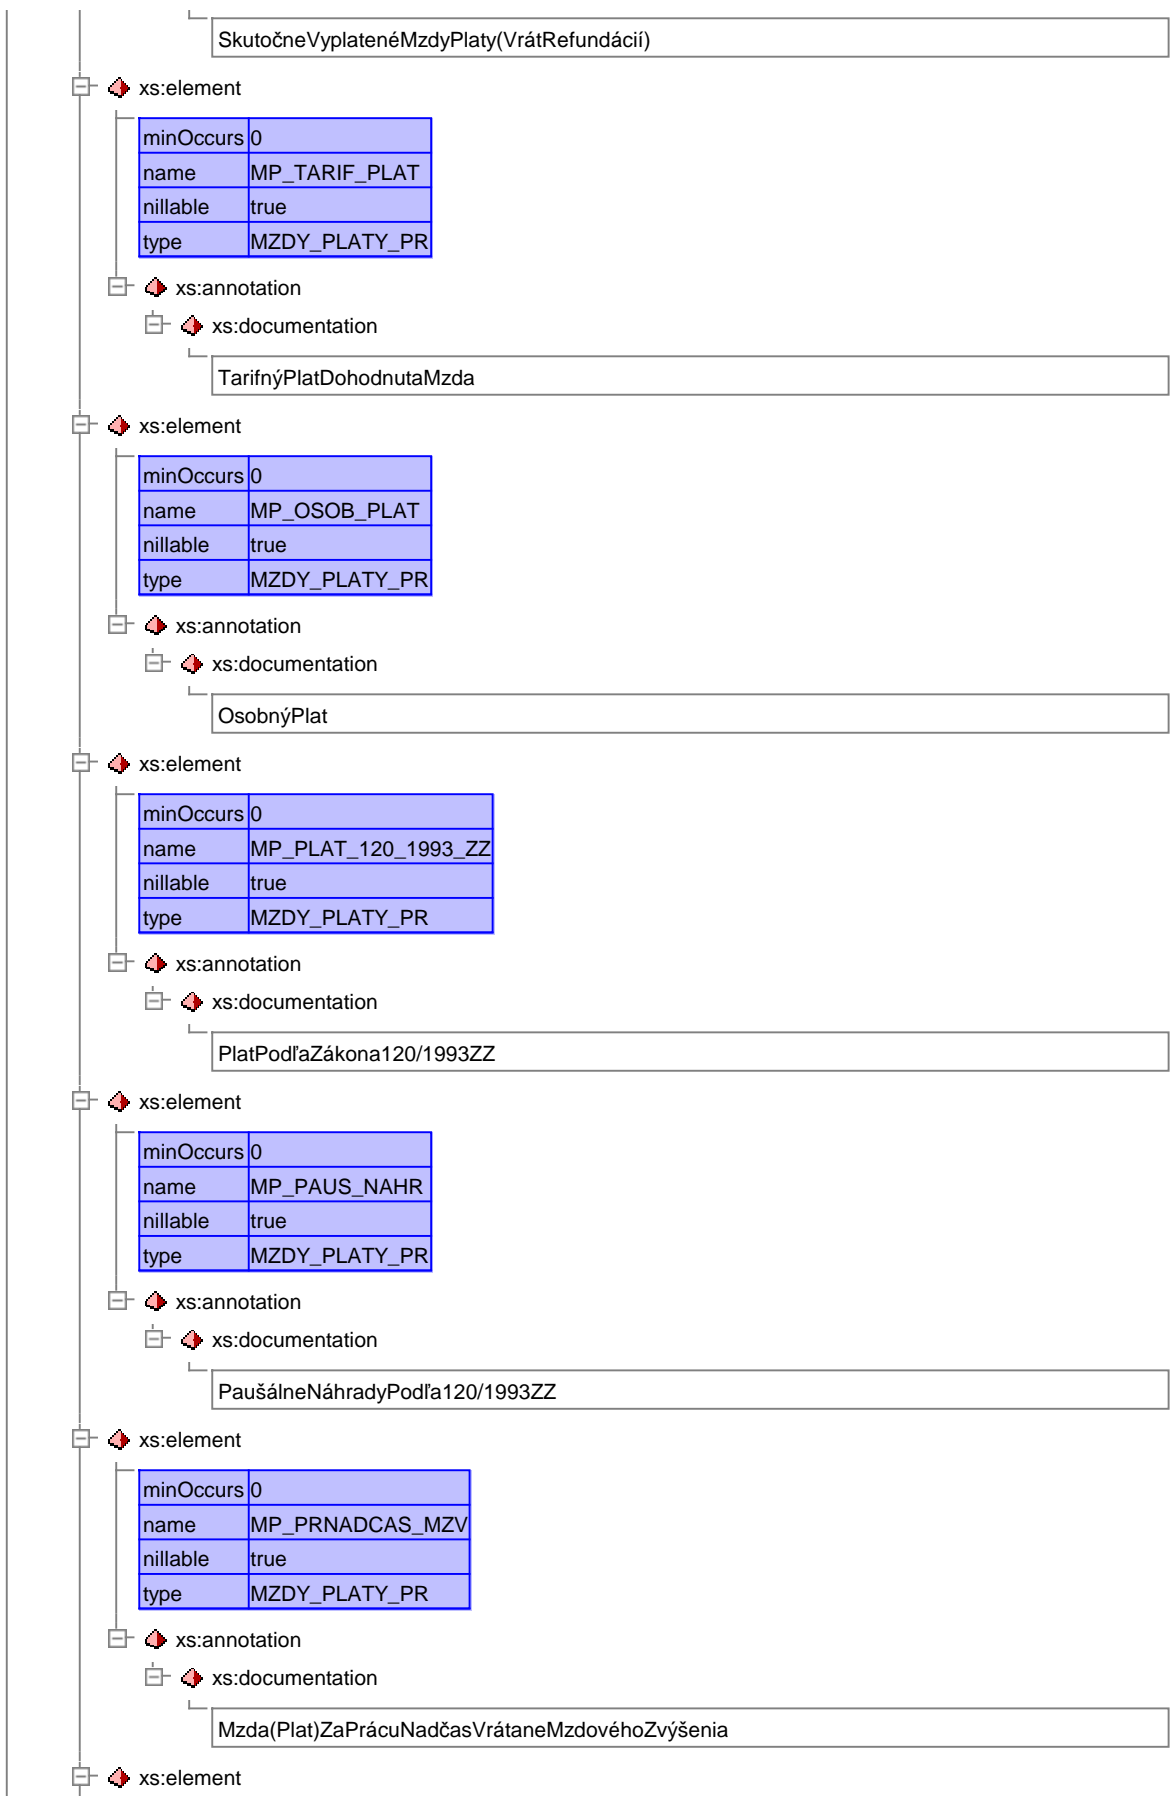 SkutočneVyplatenéMzdyPlaty(VrátRefundácií)
xs:element
minOccurs 0
name MP_TARIF_PLAT
nillable true
type MZDY_PLATY_PR
xs:annotation
xs:documentation
TarifnýPlatDohodnutaMzda
xs:element
minOccurs 0
name MP_OSOB_PLAT
nillable true
type MZDY_PLATY_PR
xs:annotation
xs:documentation
OsobnýPlat
xs:element
minOccurs 0
name MP_PLAT_120_1993_ZZ
nillable true
type MZDY_PLATY_PR
xs:annotation
xs:documentation
PlatPodľaZákona120/1993ZZ
xs:element
minOccurs 0
name MP_PAUS_NAHR
nillable true
type MZDY_PLATY_PR
xs:annotation
xs:documentation
PaušálneNáhradyPodľa120/1993ZZ
xs:element
minOccurs 0
name MP_PRNADCAS_MZV
nillable true
type MZDY_PLATY_PR
xs:annotation
xs:documentation
Mzda(Plat)ZaPrácuNadčasVrátaneMzdovéhoZvýšenia
xs:element